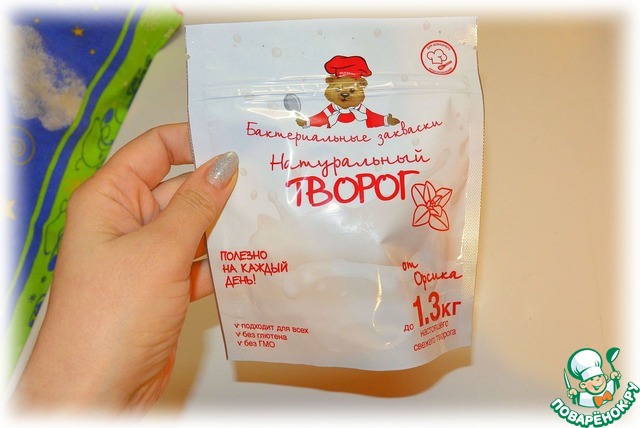 Бактериальные закваски
Натуральный
ТВОРОГ
ПОЛЕЗНО
НА КАЖДЫЙ
ДЕНЬ!
от
Орсика
до 1.3кг
настоящего
свежего творога
√ подходит для всех
√ без глютена
√ без ГМО
ПОВАРЁНОК.РУ